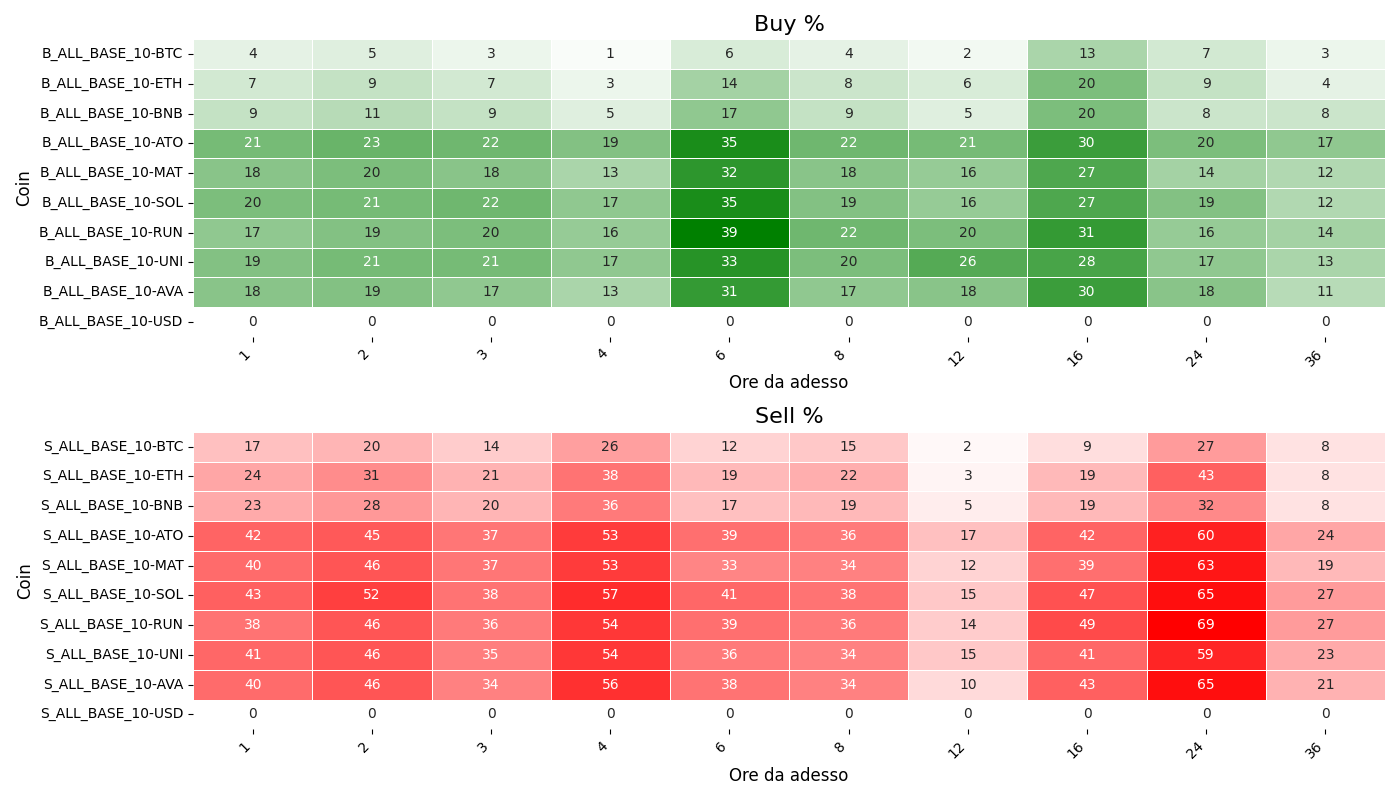 Buy %
Coin
B_ALL_BASE_10-BTC 4 5 3 1 6 4 2 13 7 3
B_ALL_BASE_10-ETH 7 9 7 3 14 8 6 20 9 4
B_ALL_BASE_10-BNB 9 11 9 5 17 9 5 20 8 8
B_ALL_BASE_10-ATO 21 23 22 19 35 22 21 30 20 17
B_ALL_BASE_10-MAT 18 20 18 13 32 18 16 27 14 12
B_ALL_BASE_10-SOL 20 21 22 17 35 19 16 27 19 12
B_ALL_BASE_10-RUN 17 19 20 16 39 22 20 31 16 14
B_ALL_BASE_10-UNI 19 21 21 17 33 20 26 28 17 13
B_ALL_BASE_10-AVA 18 19 17 13 31 17 18 30 18 11
B_ALL_BASE_10-USD 0 0 0 0 0 0 0 0 0 0
1 2 3 4 6 8 12 16 24 36
Ore da adesso
Sell %
Coin
S_ALL_BASE_10-BTC 17 20 14 26 12 15 2 9 27 8
S_ALL_BASE_10-ETH 24 31 21 38 19 22 3 19 43 8
S_ALL_BASE_10-BNB 23 28 20 36 17 19 5 19 32 8
S_ALL_BASE_10-ATO 42 45 37 53 39 36 17 42 60 24
S_ALL_BASE_10-MAT 40 46 37 53 33 34 12 39 63 19
S_ALL_BASE_10-SOL 43 52 38 57 41 38 15 47 65 27
S_ALL_BASE_10-RUN 38 46 36 54 39 36 14 49 69 27
S_ALL_BASE_10-UNI 41 46 35 54 36 34 15 41 59 23
S_ALL_BASE_10-AVA 40 46 34 56 38 34 10 43 65 21
S_ALL_BASE_10-USD 0 0 0 0 0 0 0 0 0 0
1 2 3 4 6 8 12 16 24 36
Ore da adesso